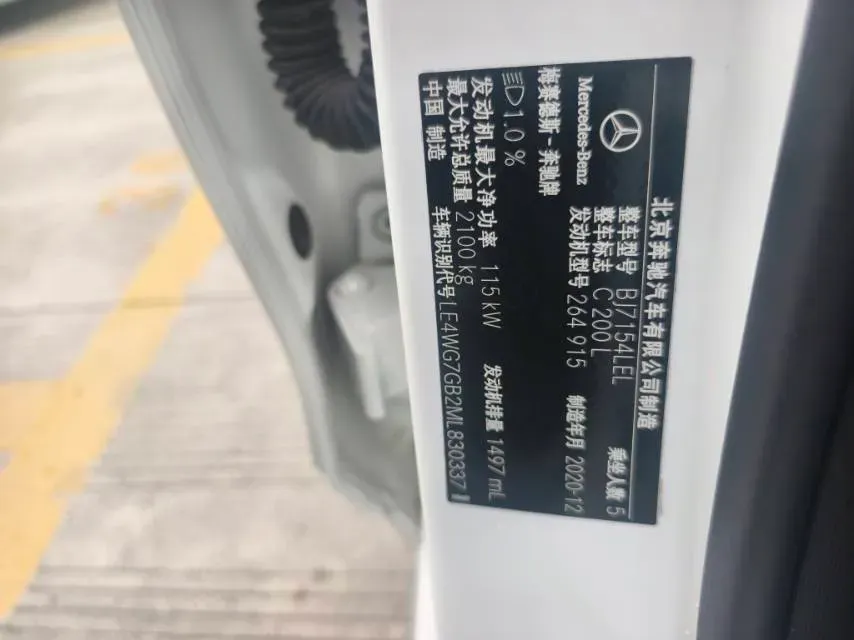 北京奔驰汽车有限公司制造
Mercedes-Benz
梅赛德斯-奔驰牌
整车型号 BJ7154LEL 乘坐人数 5
整车标志 C 200 L
发动机型号 264 915 制造年月 2020-12
1.0 %
发动机最大净功率 115 kW 发动机排量 1497 mL
最大允许总质量 2100 kg
中国 制造 车辆识别代号 LE4WG7GB2ML830337